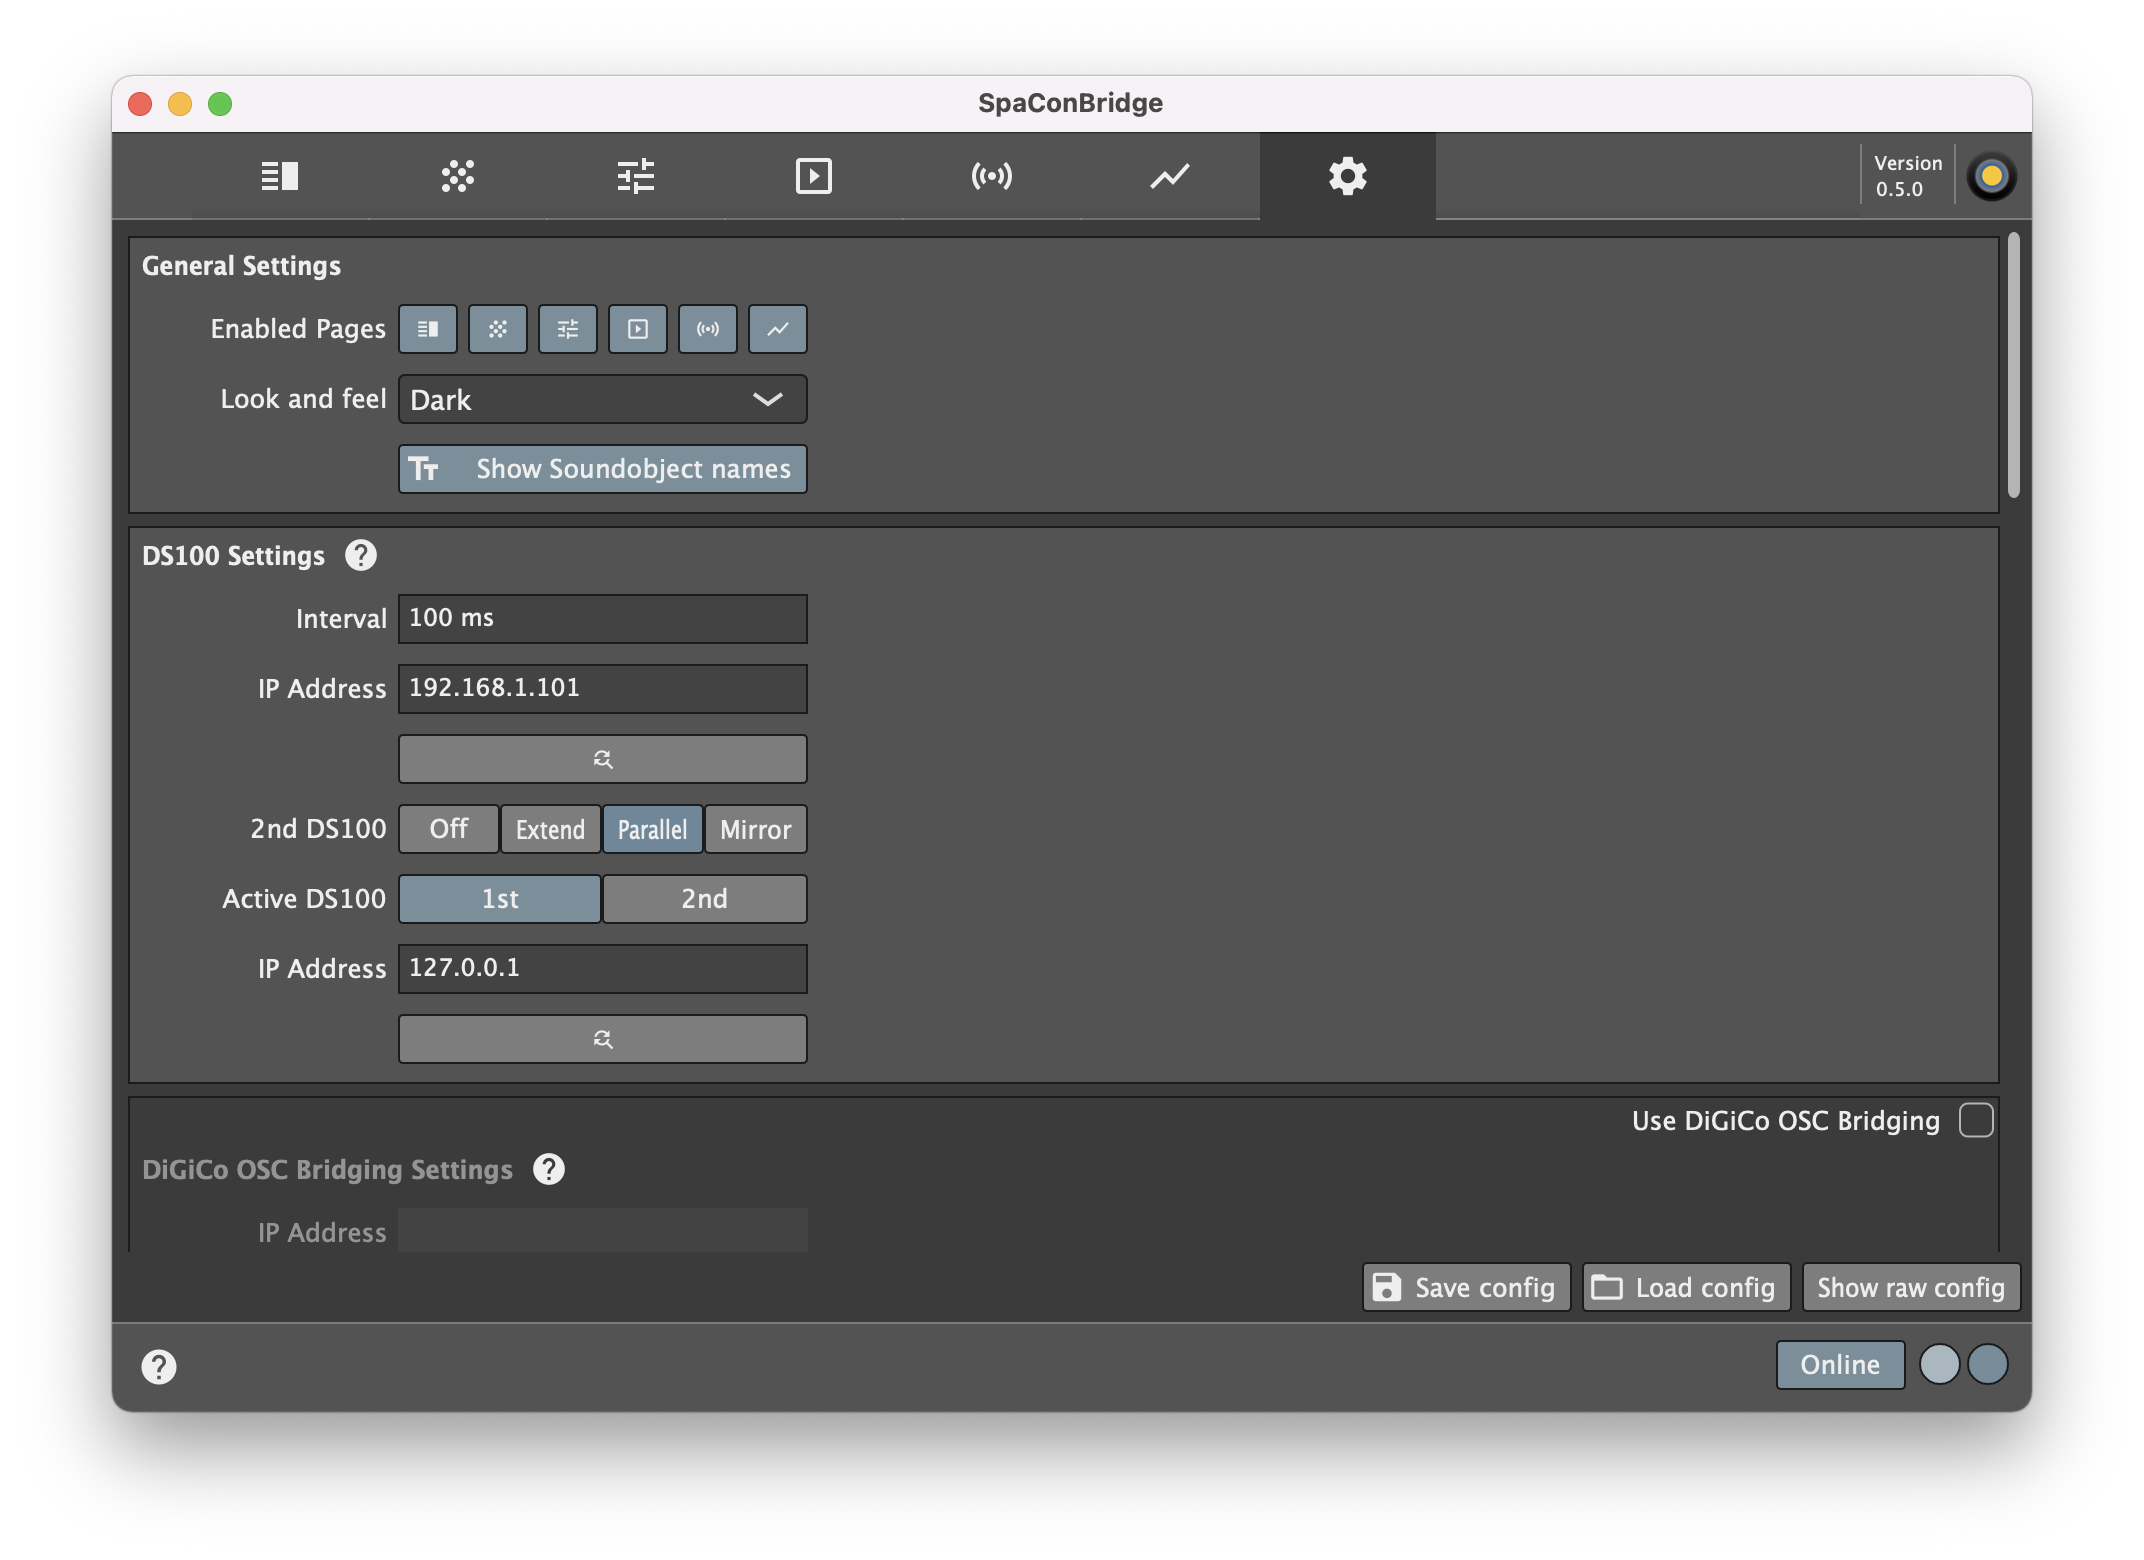 SpaConBridge
Version
0.5.0
General Settings
Enabled Pages
Look and feel
Dark
Show Soundobject names
DS100 Settings
Interval
100 ms
IP Address
192.168.1.101
2nd DS100
Off
Extend
Parallel
Mirror
Active DS100
1st
2nd
IP Address
127.0.0.1
Use DiGiCo OSC Bridging
DiGiCo OSC Bridging Settings
IP Address
Save config
Load config
Show raw config
Online